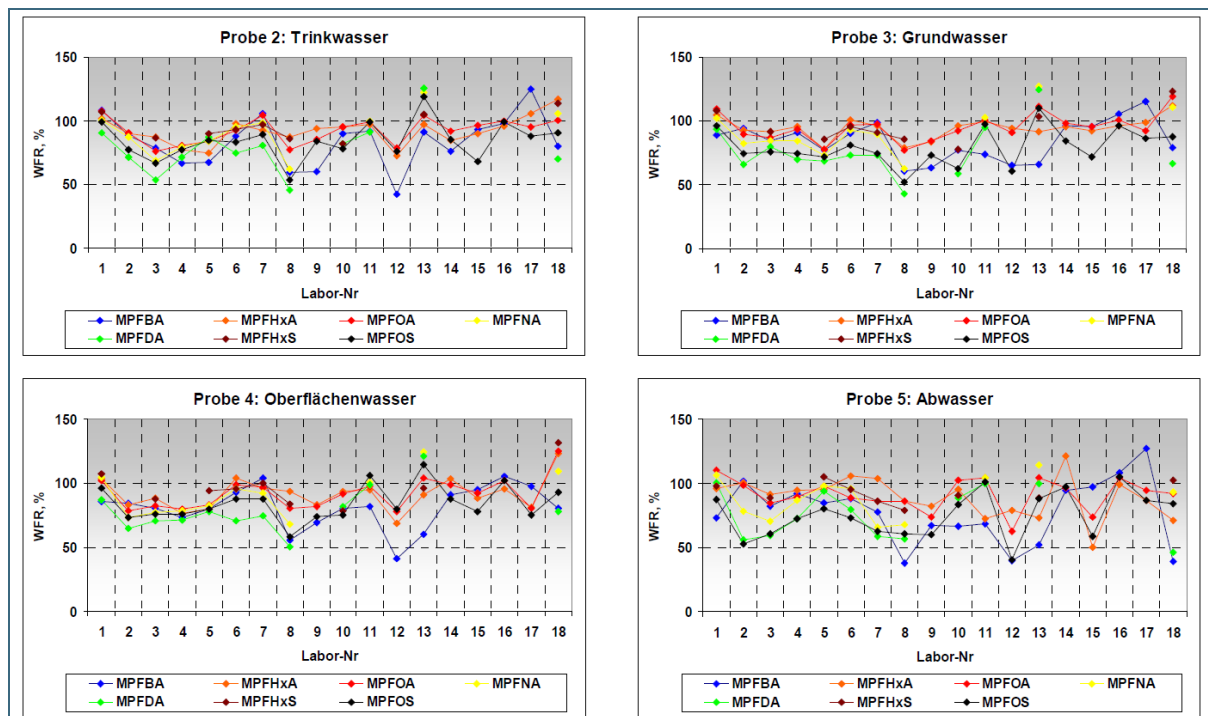 Probe 2: Trinkwasser
150
100
50
0
WFR, %
1 2 3 4 5 6 7 8 9 10 11 12 13 14 15 16 17 18
Labor-Nr
MPFBA MPFHxA MPFOA MPFNA
MPFDA MPFHxS MPFOS
Probe 3: Grundwasser
150
100
50
0
WFR, %
1 2 3 4 5 6 7 8 9 10 11 12 13 14 15 16 17 18
Labor-Nr
MPFBA MPFHxA MPFOA MPFNA
MPFDA MPFHxS MPFOS
Probe 4: Oberflächenwasser
150
100
50
0
WFR, %
1 2 3 4 5 6 7 8 9 10 11 12 13 14 15 16 17 18
Labor-Nr
MPFBA MPFHxA MPFOA MPFNA
MPFDA MPFHxS MPFOS
Probe 5: Abwasser
150
100
50
0
WFR, %
1 2 3 4 5 6 7 8 9 10 11 12 13 14 15 16 17 18
Labor-Nr
MPFBA MPFHxA MPFOA MPFNA
MPFDA MPFHxS MPFOS